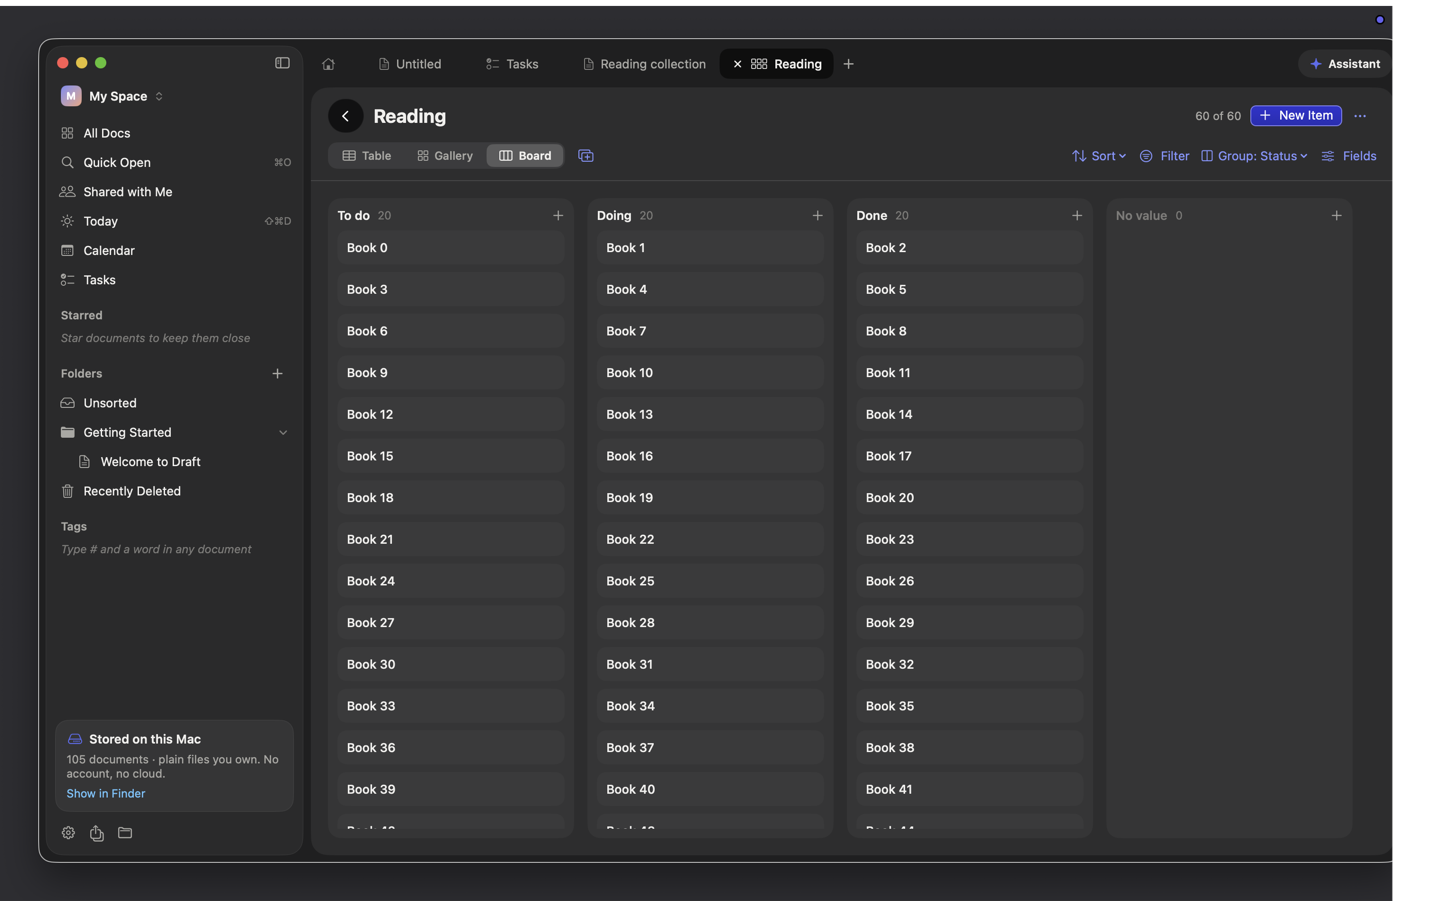 Untitled
Tasks
Reading collection
Reading
Assistant
M My Space
All Docs
Quick Open ⌘O
Shared with Me
Today ⇧⌘D
Calendar
Tasks
Starred
Star documents to keep them close
Folders
Unsorted
Getting Started
Welcome to Draft
Recently Deleted
Tags
Type # and a word in any document
Stored on this Mac
105 documents · plain files you own. No
account, no cloud.
Show in Finder
Reading
60 of 60
+ New Item
Table Gallery Board
Sort Filter Group: Status Fields
To do 20
Book 0
Book 3
Book 6
Book 9
Book 12
Book 15
Book 18
Book 21
Book 24
Book 27
Book 30
Book 33
Book 36
Book 39
Doing 20
Book 1
Book 4
Book 7
Book 10
Book 13
Book 16
Book 19
Book 22
Book 25
Book 28
Book 31
Book 34
Book 37
Book 40
Done 20
Book 2
Book 5
Book 8
Book 11
Book 14
Book 17
Book 20
Book 23
Book 26
Book 29
Book 32
Book 35
Book 38
Book 41
No value 0